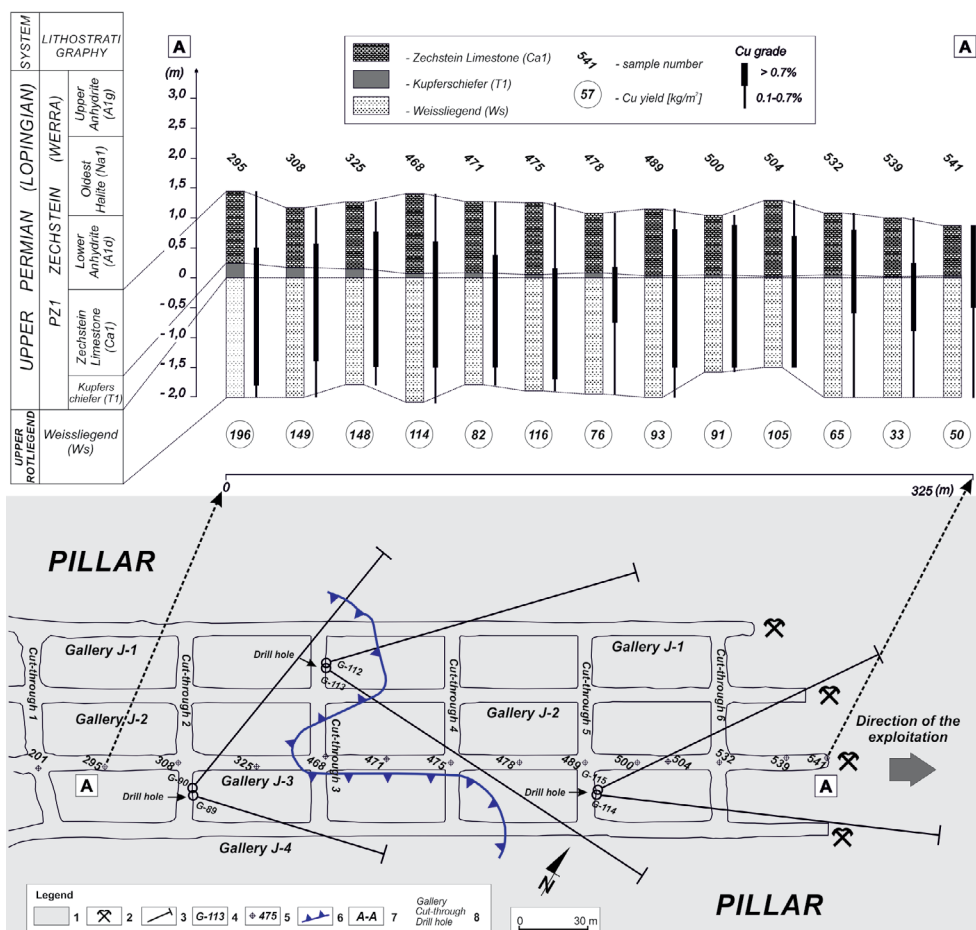 SYSTEM
LITHOSTRATI
GRAPHY
UPPER PERMIAN (LOPINGIAN)
PZ1 ZECHSTEIN (WERRA)
Upper
Anhydrite
(A1g)
Oldest
Halite (Na1)
Lower
Anhydrite
(A1d)
Zechstein
Limestone
(Ca1)
Kupfers
chiefer (T1)
UPPER
ROTLIEGEND
Weissliegend
(Ws)
A
A
(m)
3,0
2,5
2,0
1,5
1,0
0,5
0
- 0,5
- 1,0
- 1,5
- 2,0
- Zechstein Limestone (Ca1)
- Kupferschiefer (T1)
- Weissliegend (Ws)
541 - sample number
57 - Cu yield [kg/m²]
Cu grade
> 0.7%
0.1-0.7%
295 308 325 468 471 475 478 489 500 504 532 539 541
196 149 148 114 82 116 76 93 91 105 65 33 50
0
325 (m)
PILLAR
Gallery J-1
Gallery J-1
Drill hole
G-112
G-113
Cut-through 1
Cut-through 2
Cut-through 3
Cut-through 4
Cut-through 5
Cut-through 6
Gallery J-2
Gallery J-2
Direction of the
exploitation
201 295 308 325 468 471 475 478 489 500 504 532 539 541
A
G-90
Gallery J-3
G-115
A
Drill hole
G-89
Drill hole
G-114
Gallery J-4
N
PILLAR
Legend
1 2 3 G-113 4 475 5 6 A-A 7
Gallery
Cut-through
Drill hole
8
0 30 m